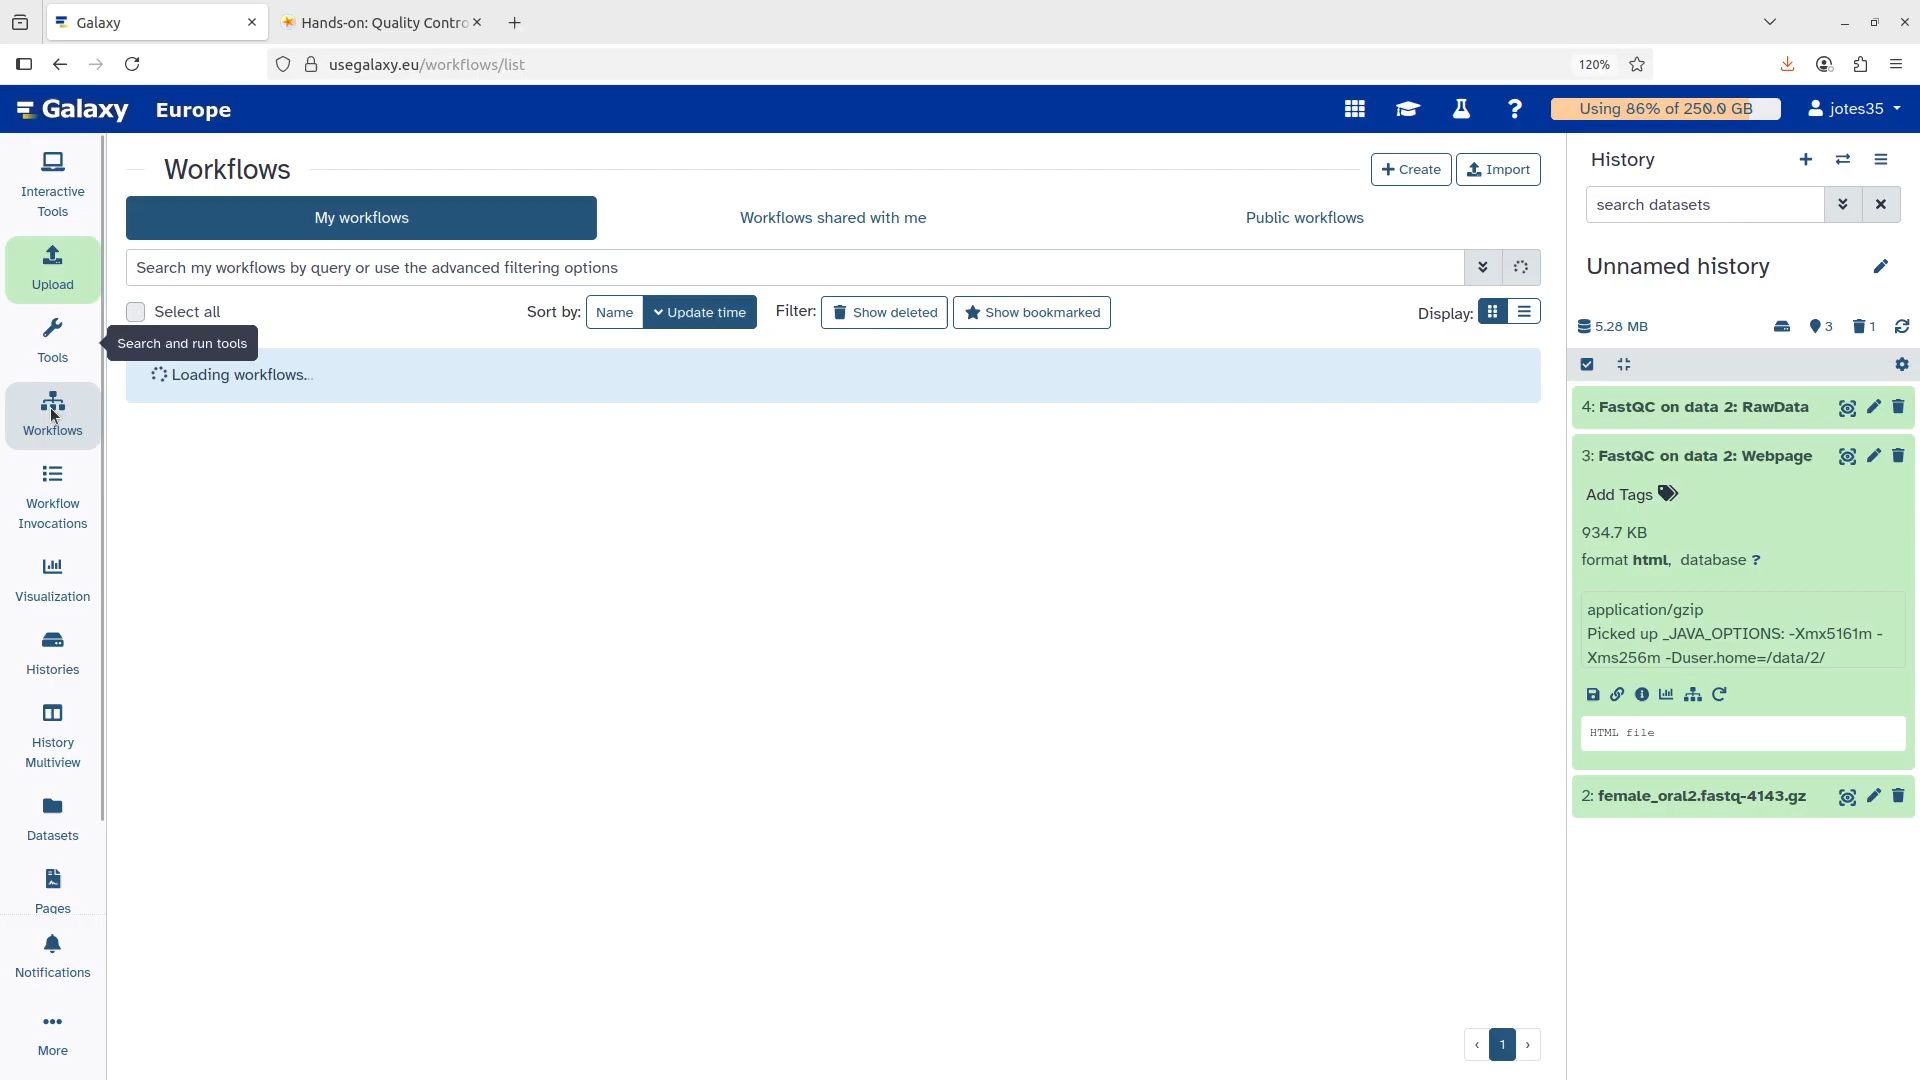 Galaxy
Hands-on: Quality Contro
usegalaxy.eu/workflows/list
120%
Galaxy Europe
Using 86% of 250.0 GB
jotes35
Interactive
Tools
Upload
Tools
Search and run tools
Workflows
Workflow
Invocations
Visualization
Histories
History
Multiview
Datasets
Pages
Notifications
More
Workflows
Create
Import
My workflows
Workflows shared with me
Public workflows
Search my workflows by query or use the advanced filtering options
Select all
Sort by: Name Update time
Filter: Show deleted Show bookmarked
Display:
Loading workflows...
‹ 1 ›
History
search datasets
Unnamed history
5.28 MB
3
1
4: FastQC on data 2: RawData
3: FastQC on data 2: Webpage
Add Tags
934.7 KB
format html, database ?
application/gzip
Picked up _JAVA_OPTIONS: -Xmx5161m -
Xms256m -Duser.home=/data/2/
HTML file
2: female_oral2.fastq-4143.gz